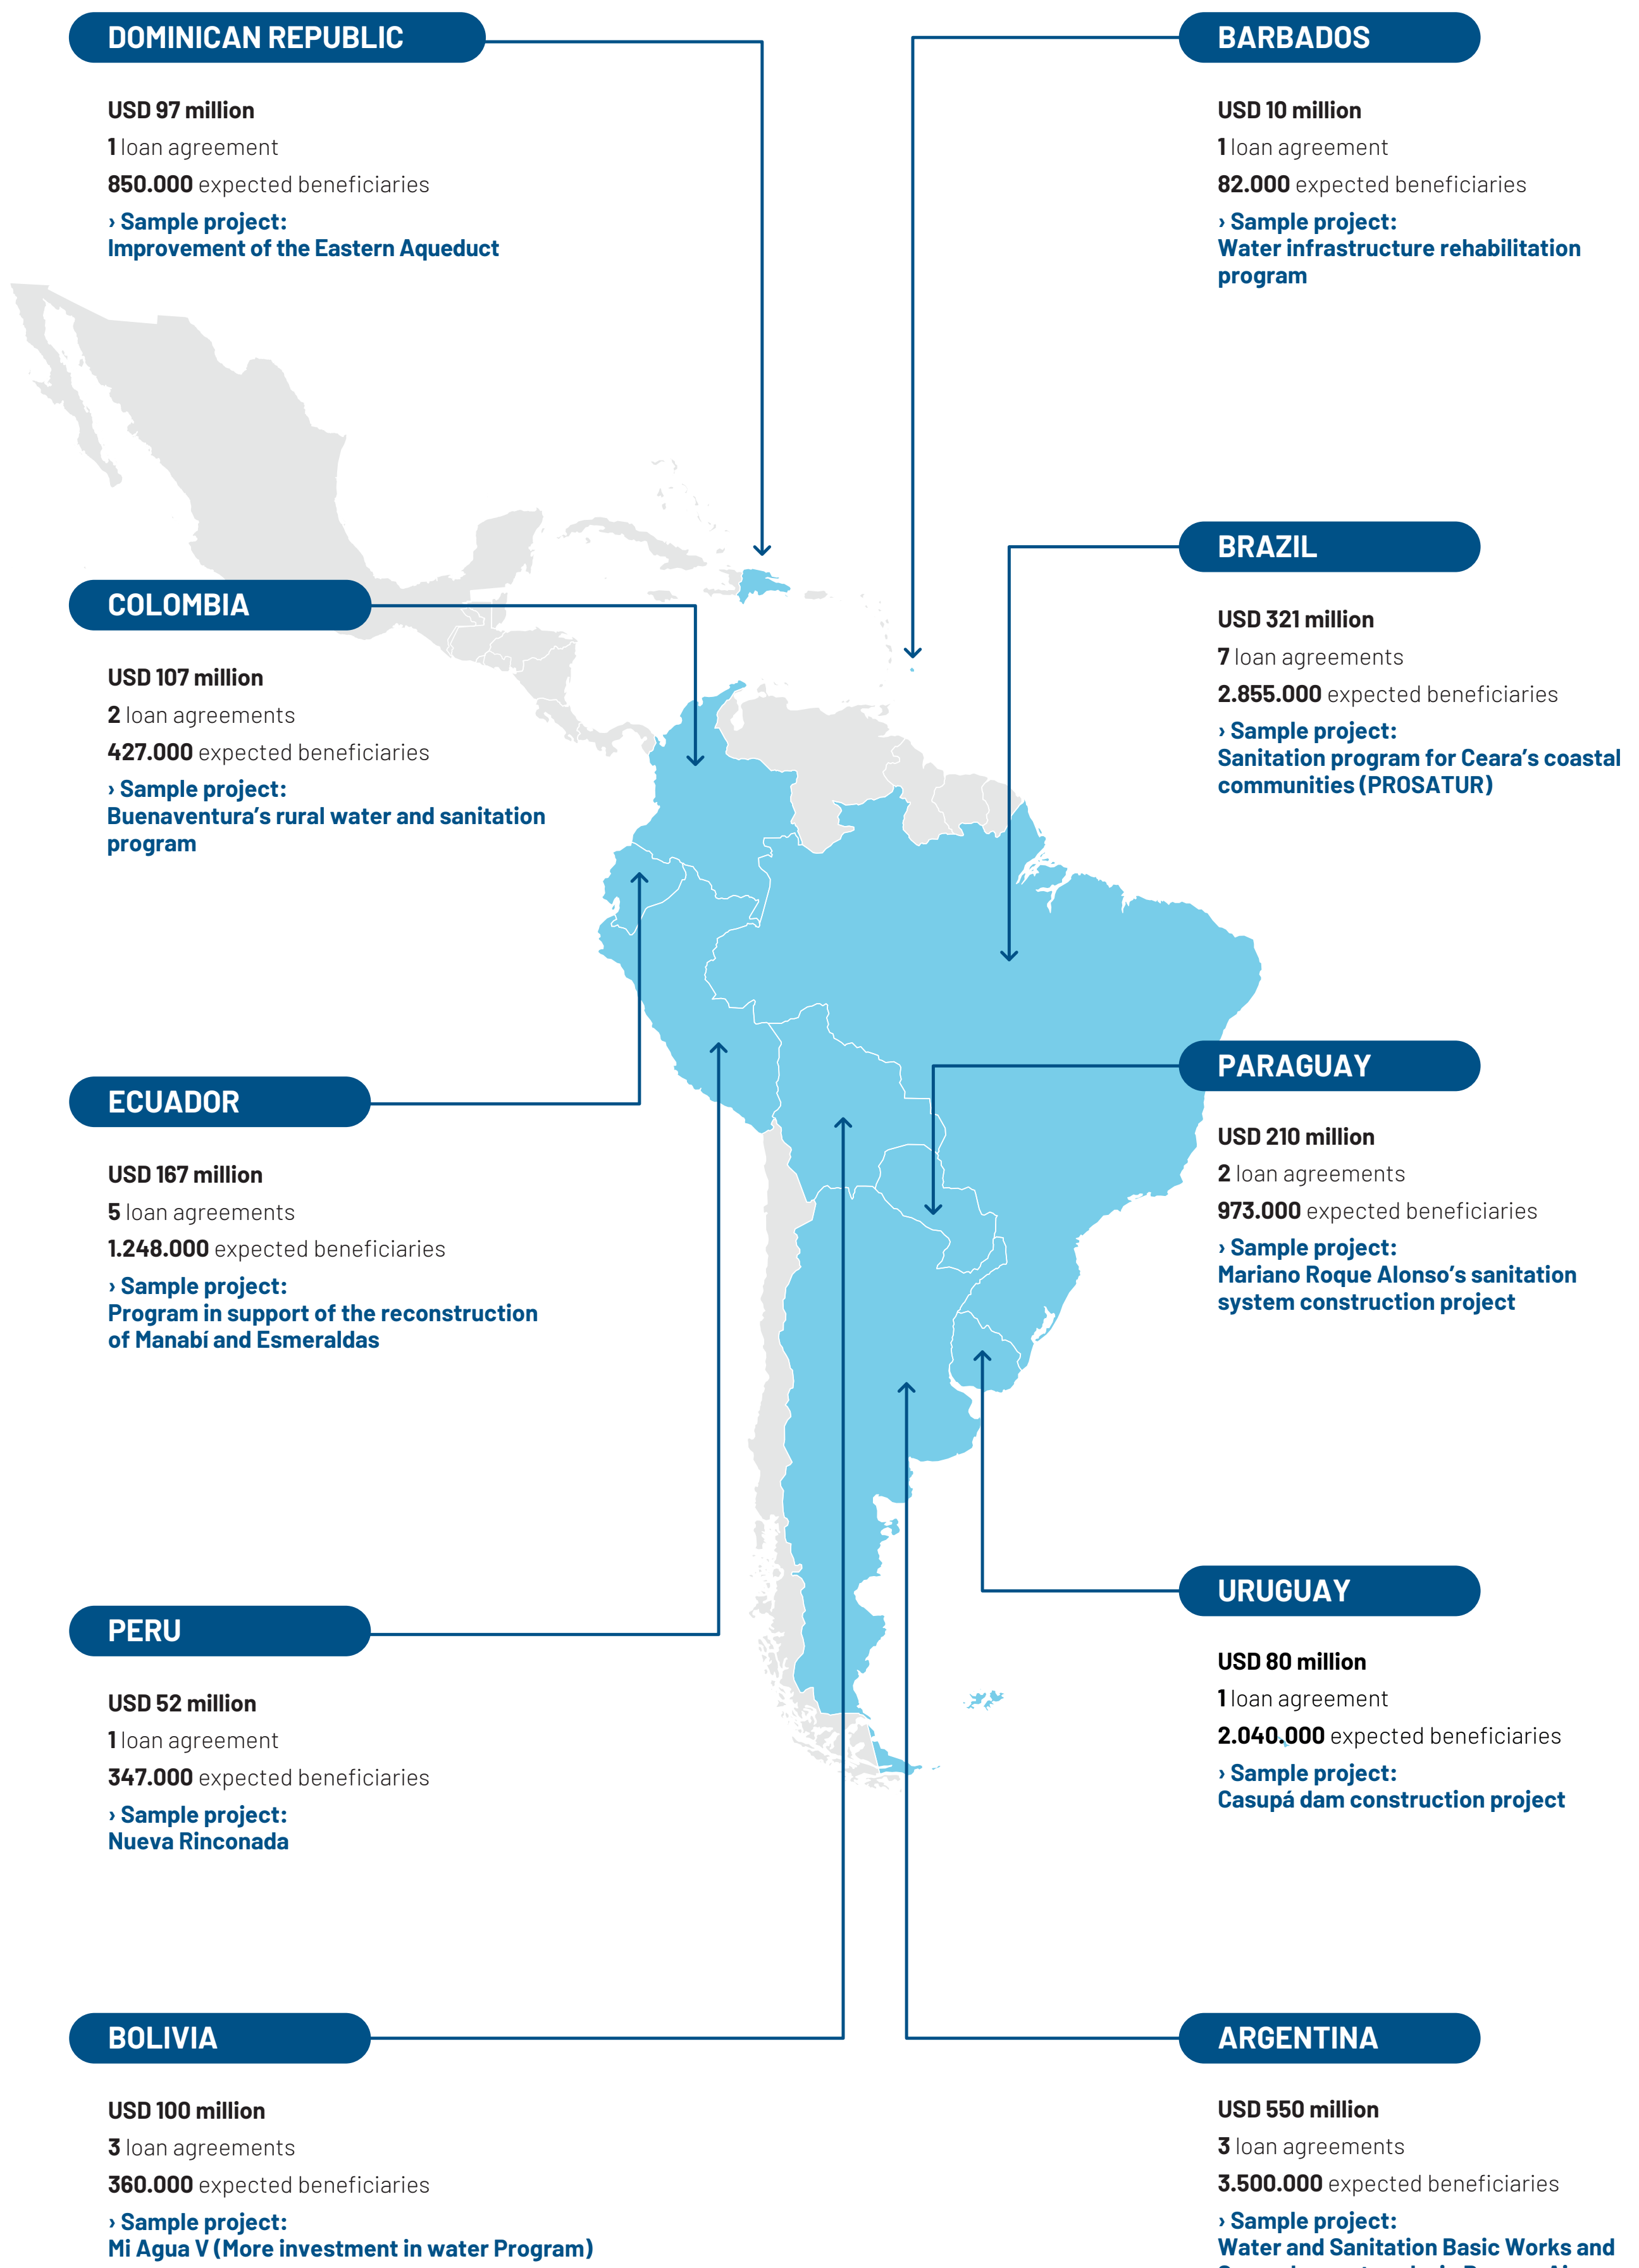 DOMINICAN REPUBLIC
USD 97 million
1 loan agreement
850.000 expected beneficiaries
› Sample project:
Improvement of the Eastern Aqueduct
BARBADOS
USD 10 million
1 loan agreement
82.000 expected beneficiaries
› Sample project:
Water infrastructure rehabilitation
program
COLOMBIA
USD 107 million
2 loan agreements
427.000 expected beneficiaries
› Sample project:
Buenaventura’s rural water and sanitation
program
BRAZIL
USD 321 million
7 loan agreements
2.855.000 expected beneficiaries
› Sample project:
Sanitation program for Ceara’s coastal
communities (PROSATUR)
ECUADOR
USD 167 million
5 loan agreements
1.248.000 expected beneficiaries
› Sample project:
Program in support of the reconstruction
of Manabí and Esmeraldas
PARAGUAY
USD 210 million
2 loan agreements
973.000 expected beneficiaries
› Sample project:
Mariano Roque Alonso’s sanitation
system construction project
PERU
USD 52 million
1 loan agreement
347.000 expected beneficiaries
› Sample project:
Nueva Rinconada
URUGUAY
USD 80 million
1 loan agreement
2.040.000 expected beneficiaries
› Sample project:
Casupá dam construction project
BOLIVIA
USD 100 million
3 loan agreements
360.000 expected beneficiaries
› Sample project:
Mi Agua V (More investment in water Program)
ARGENTINA
USD 550 million
3 loan agreements
3.500.000 expected beneficiaries
› Sample project:
Water and Sanitation Basic Works and